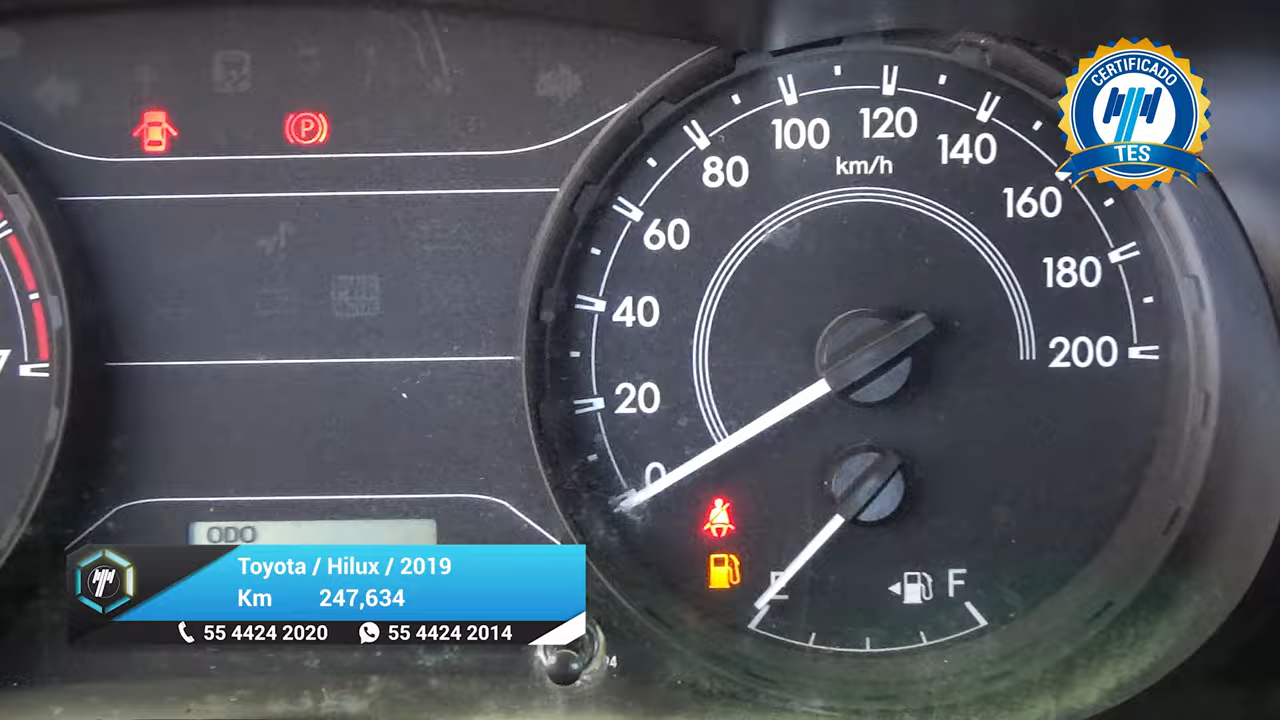 CERTIFICADO
TES
P
0
20
40
60
80
100
120
140
160
180
200
km/h
7
E
F
ODO
Toyota / Hilux / 2019
Km 247,634
55 4424 2020 55 4424 2014